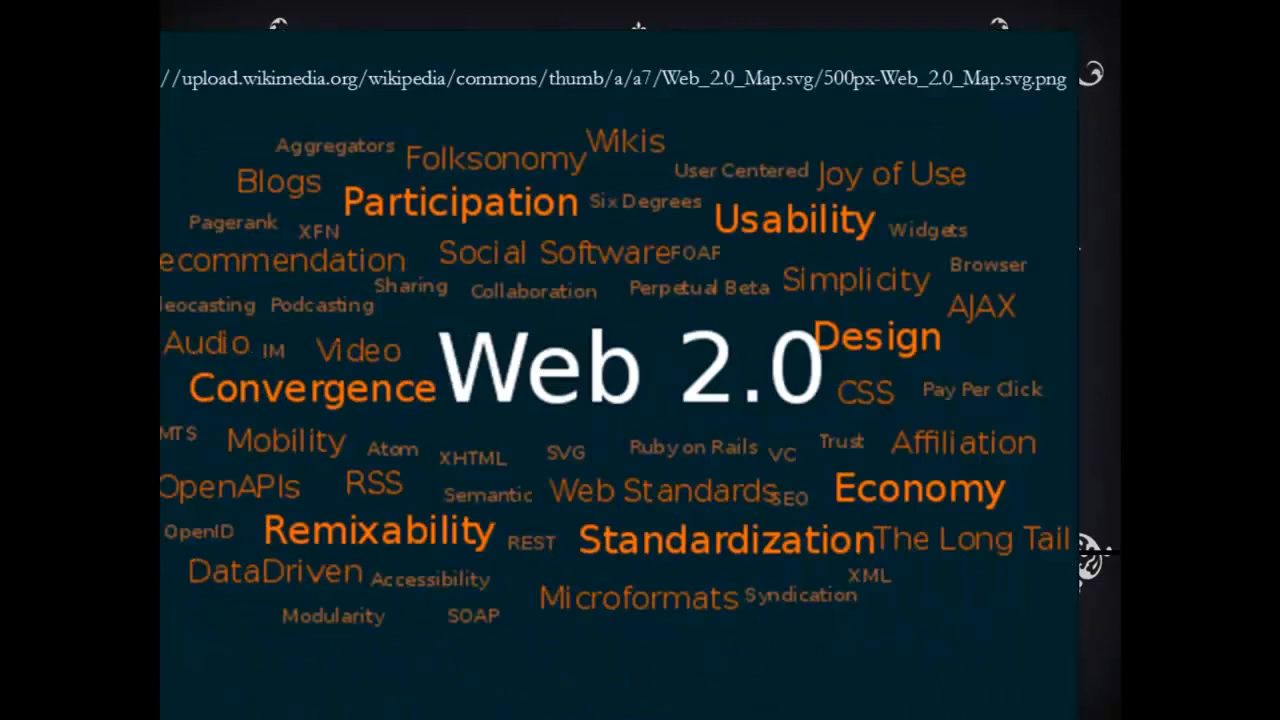 //upload.wikimedia.org/wikipedia/commons/thumb/a/a7/Web_2.0_Map.svg/500px-Web_2.0_Map.svg.png
Aggregators Folksonomy Wikis User Centered Joy of Use
Blogs Participation Six Degrees Usability Widgets
Pagerank XFN Social Software FOAF
ecommendation Sharing Collaboration Perpetual Beta Simplicity Browser
eocasting Podcasting AJAX
Audio IM Video Web 2.0 Design
Convergence CSS Pay Per Click
MTS Mobility Atom XHTML SVG Ruby on Rails VC Trust Affiliation
OpenAPIs RSS Semantic Web Standards SEO Economy
OpenID Remixability REST Standardization The Long Tail
DataDriven Accessibility Microformats Syndication XML
Modularity SOAP